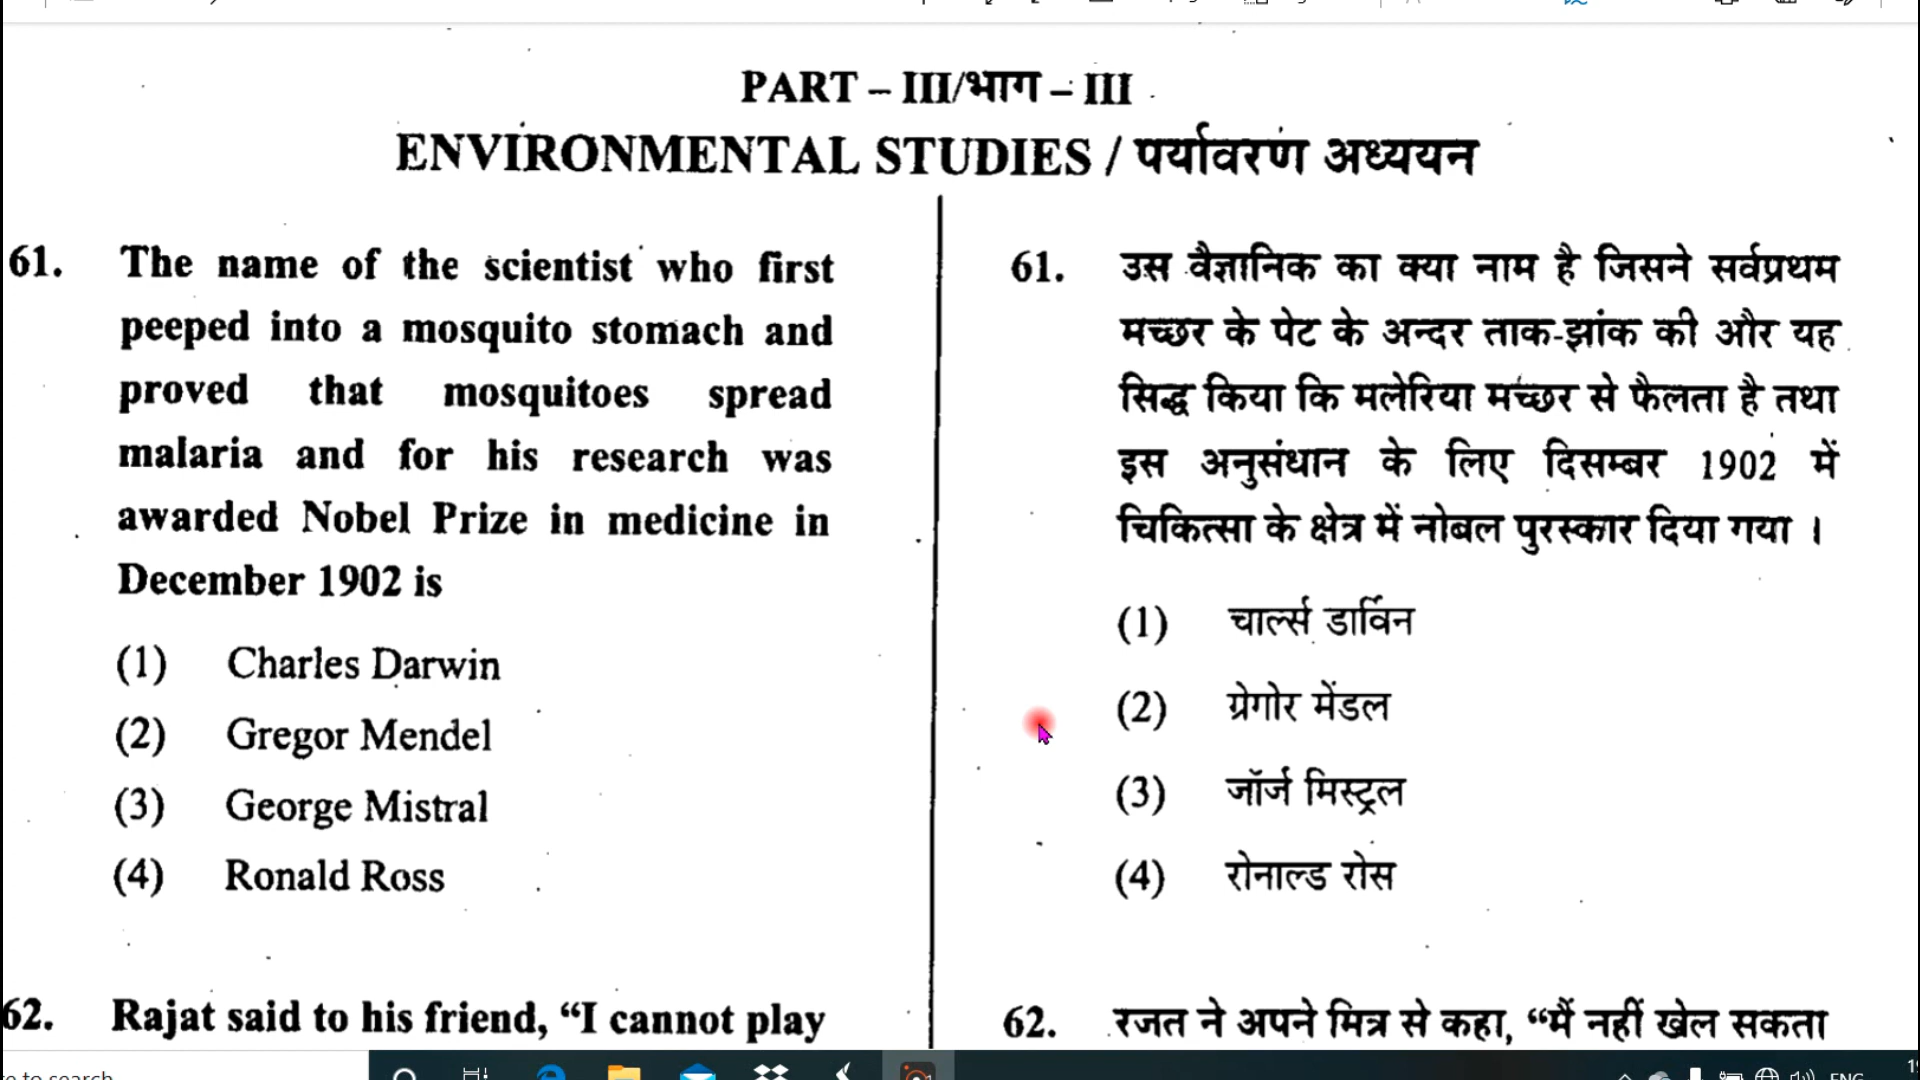 PART – III/भाग – III
ENVIRONMENTAL STUDIES / पर्यावरण अध्ययन
61. The name of the scientist who first
peeped into a mosquito stomach and
proved that mosquitoes spread
malaria and for his research was
awarded Nobel Prize in medicine in
December 1902 is
(1) Charles Darwin
(2) Gregor Mendel
(3) George Mistral
(4) Ronald Ross
62. Rajat said to his friend, “I cannot play
61. उस वैज्ञानिक का क्या नाम है जिसने सर्वप्रथम
मच्छर के पेट के अन्दर ताक-झांक की और यह
सिद्ध किया कि मलेरिया मच्छर से फैलता है तथा
इस अनुसंधान के लिए दिसम्बर 1902 में
चिकित्सा के क्षेत्र में नोबल पुरस्कार दिया गया ।
(1) चार्ल्स डार्विन
(2) ग्रेगोर मेंडल
(3) जॉर्ज मिस्ट्रल
(4) रोनाल्ड रोस
62. रजत ने अपने मित्र से कहा, “मैं नहीं खेल सकता
to search
ENG